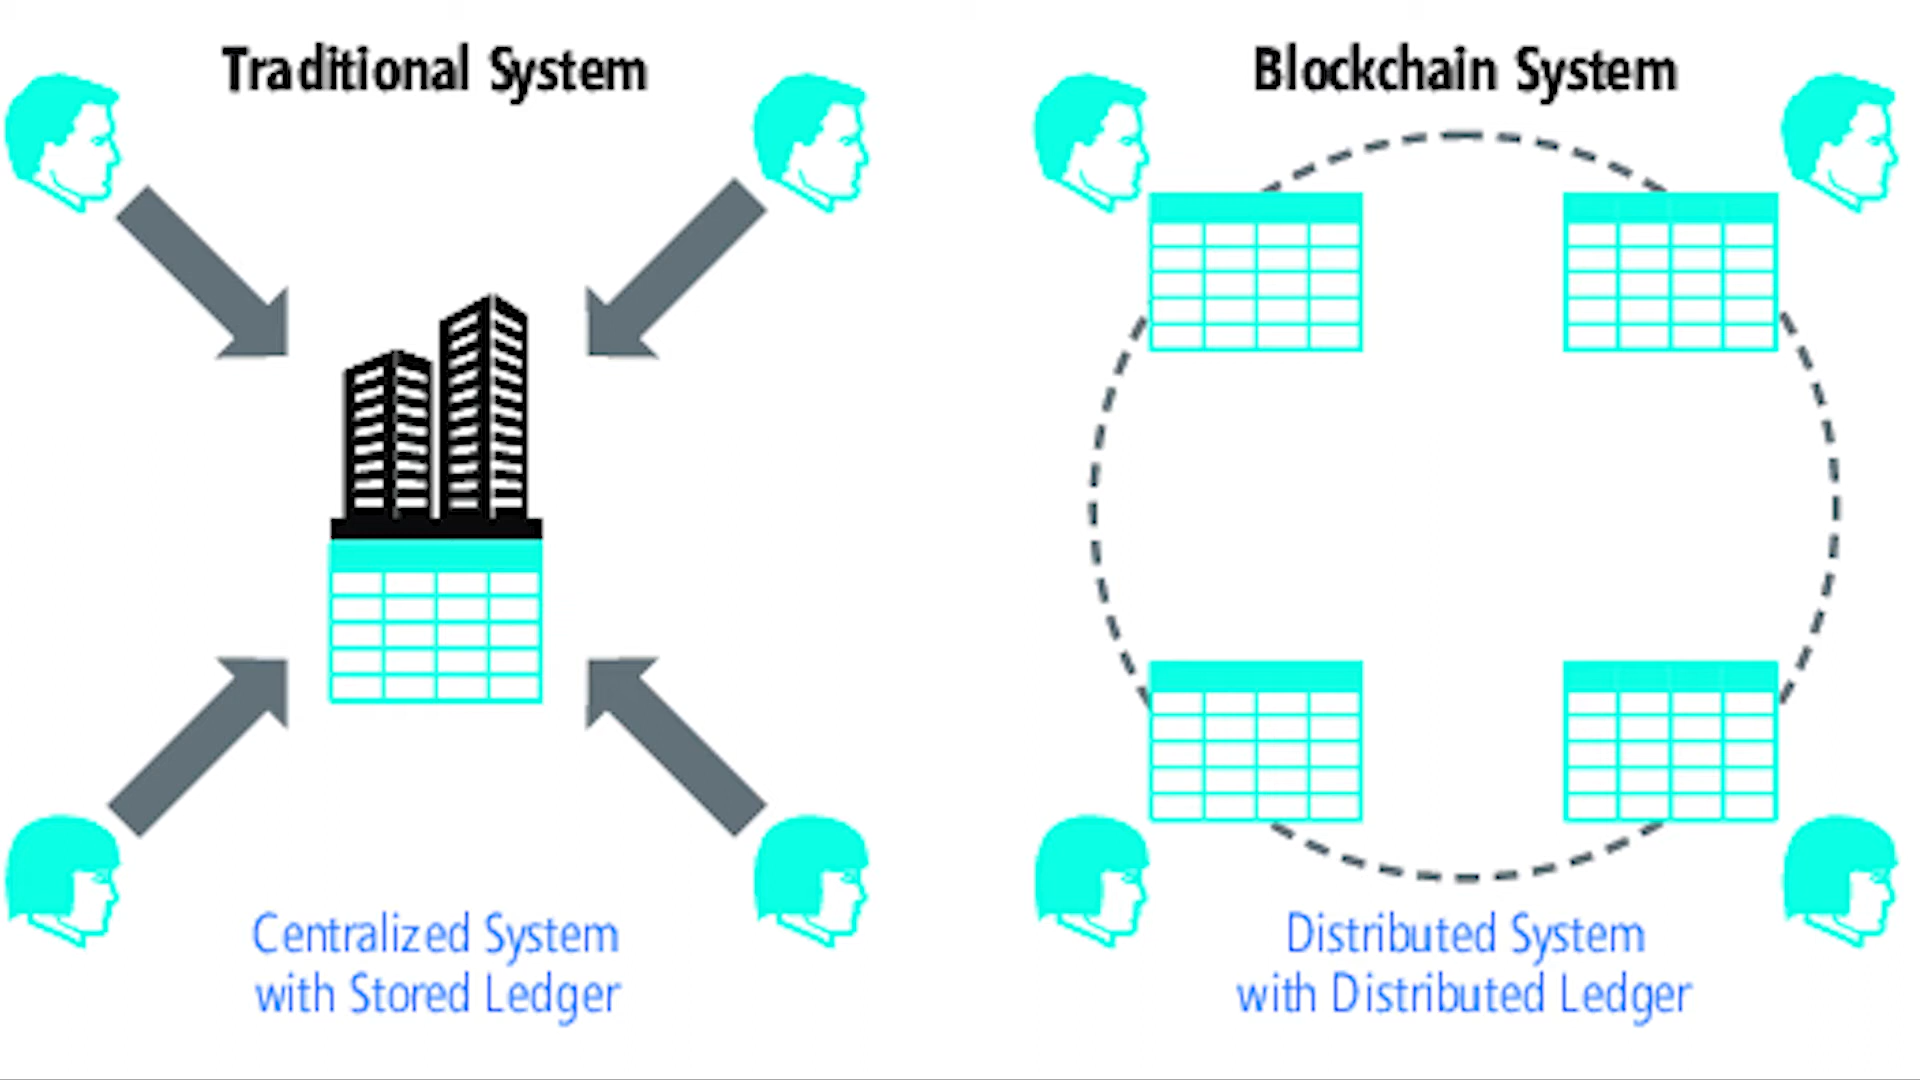 Traditional System
Blockchain System
Centralized System
with Stored Ledger
Distributed System
with Distributed Ledger